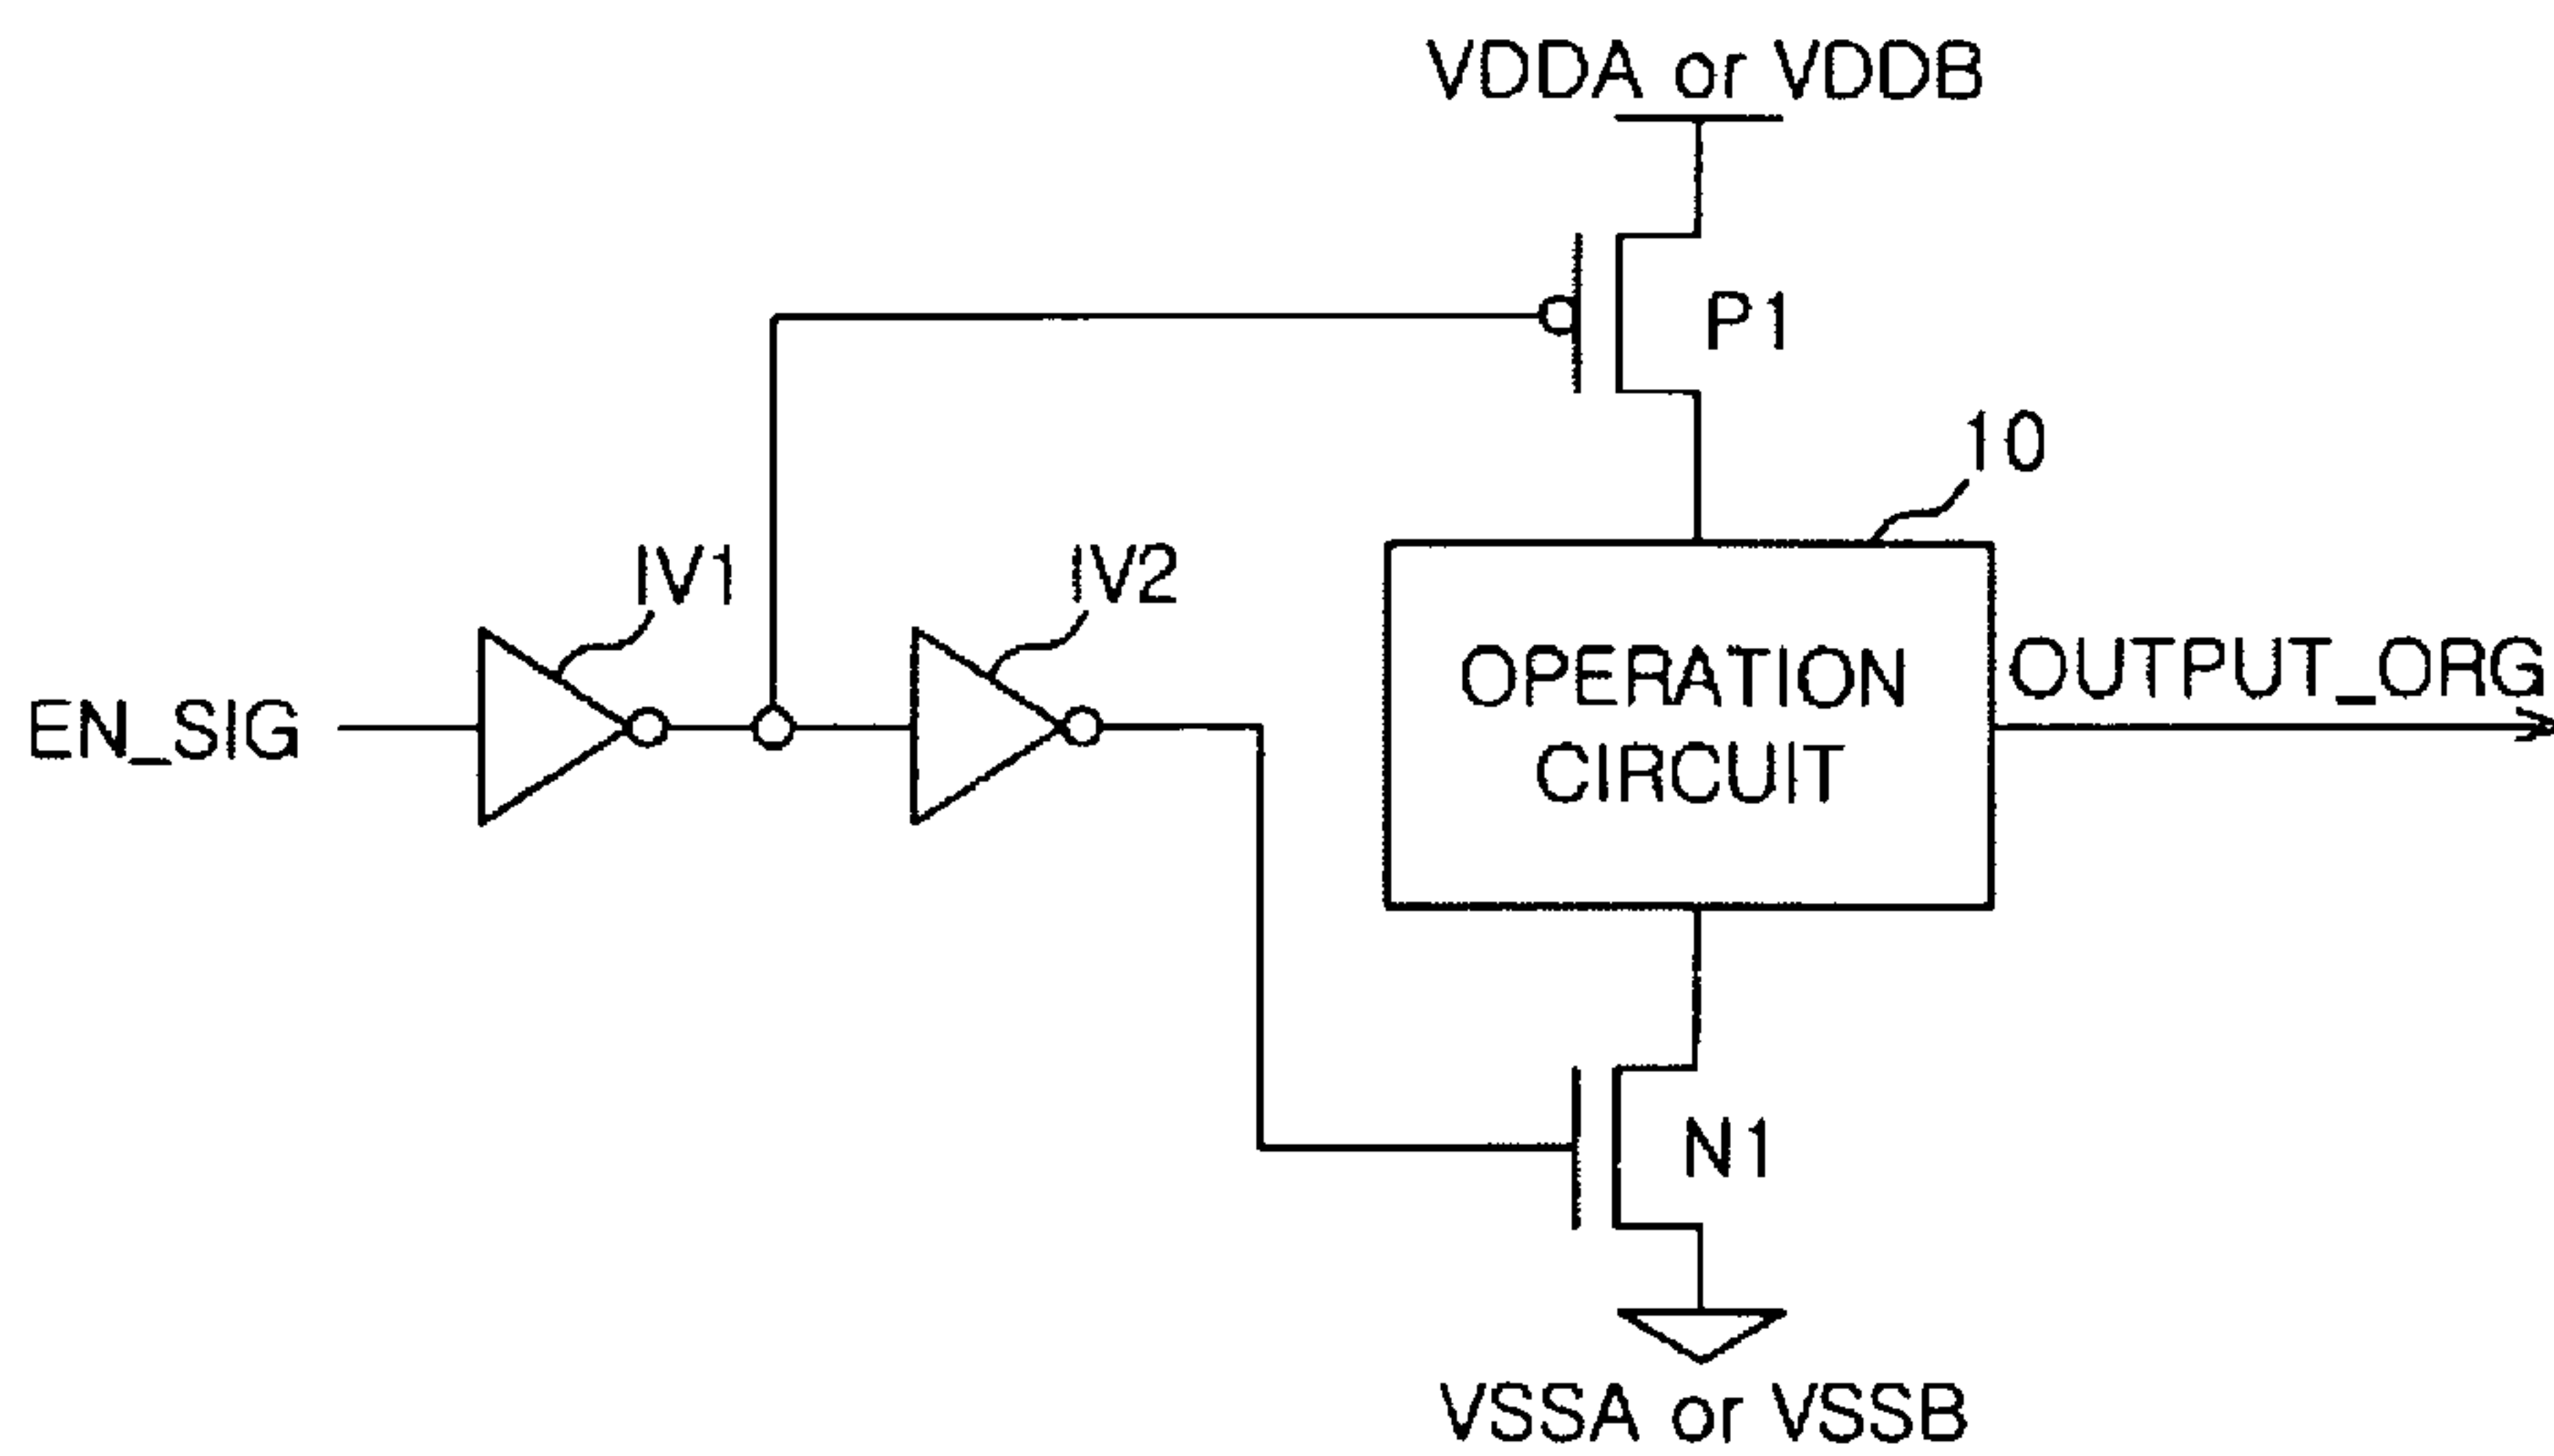 VDDA or VDDB
P1
10
IV1
IV2
EN_SIG
OPERATION
CIRCUIT
OUTPUT_ORG
N1
VSSA or VSSB